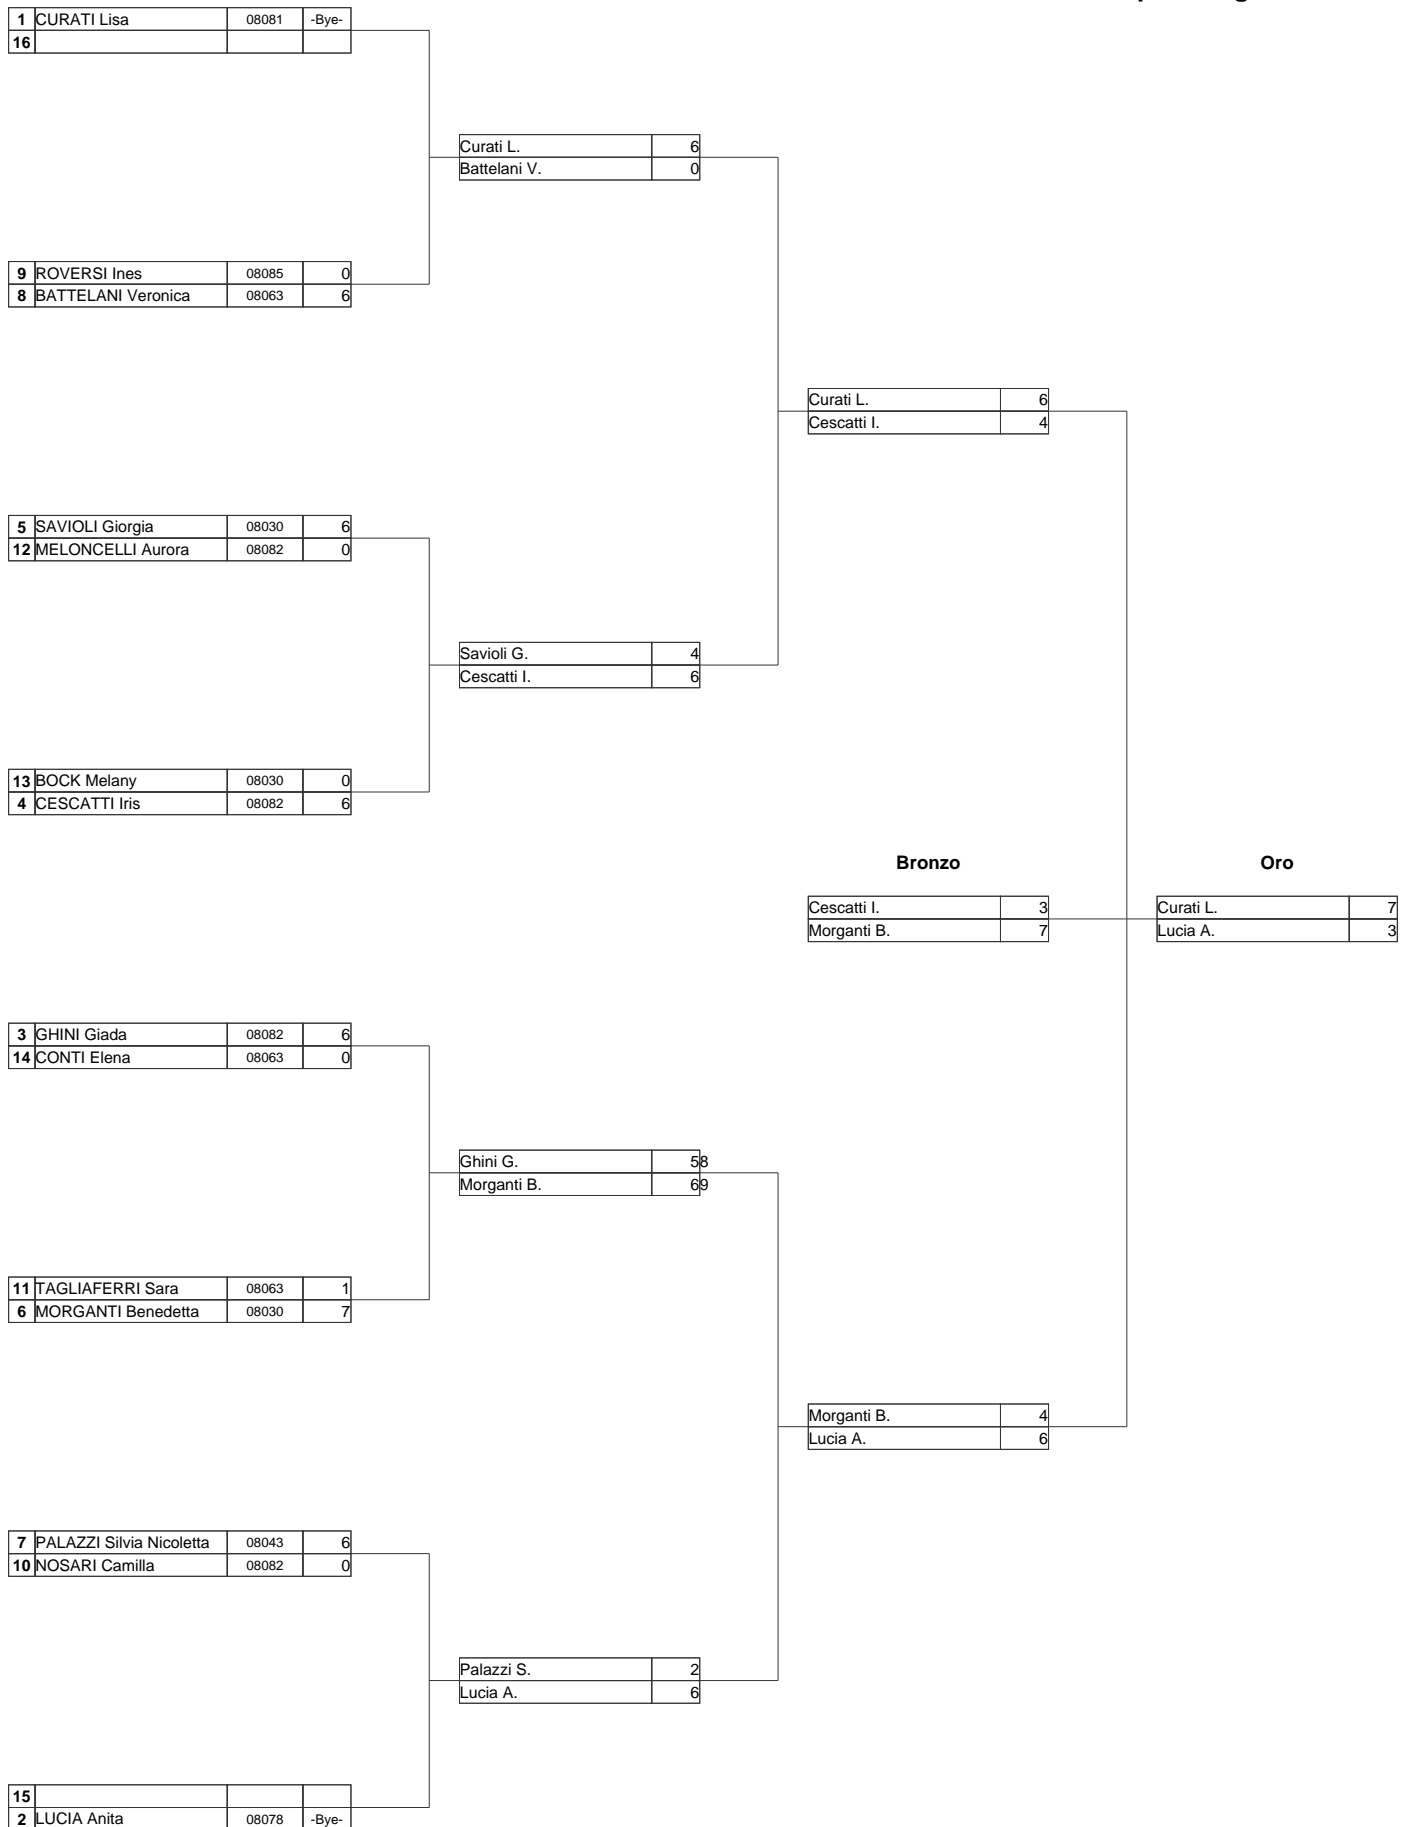 1 CURATI Lisa 08081 -Bye-
16
Curati L. 6
Battelani V. 0
9 ROVERSI Ines 08085 0
8 BATTELANI Veronica 08063 6
Curati L. 6
Cescatti I. 4
5 SAVIOLI Giorgia 08030 6
12 MELONCELLI Aurora 08082 0
Savioli G. 4
Cescatti I. 6
13 BOCK Melany 08030 0
4 CESCATTI Iris 08082 6
Bronzo Oro
Cescatti I. 3 Curati L. 7
Morganti B. 7 Lucia A. 3
3 GHINI Giada 08082 6
14 CONTI Elena 08063 0
Ghini G. 5 8
Morganti B. 6 9
11 TAGLIAFERRI Sara 08063 1
6 MORGANTI Benedetta 08030 7
Morganti B. 4
Lucia A. 6
7 PALAZZI Silvia Nicoletta 08043 6
10 NOSARI Camilla 08082 0
Palazzi S. 2
Lucia A. 6
15
2 LUCIA Anita 08078 -Bye-